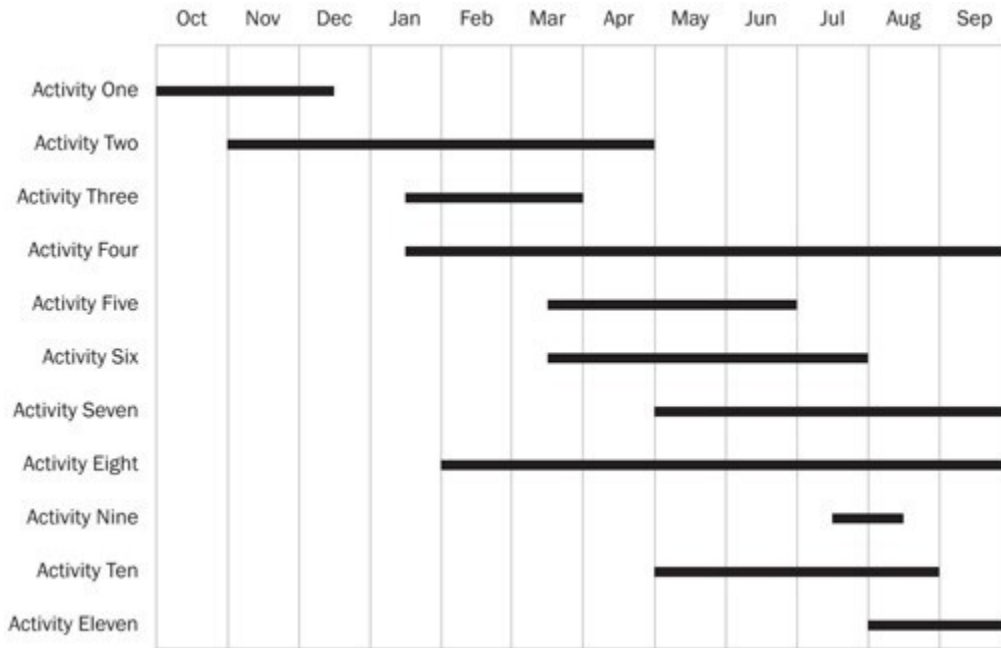 Oct Nov Dec Jan Feb Mar Apr May Jun Jul Aug Sep
Activity One
Activity Two
Activity Three
Activity Four
Activity Five
Activity Six
Activity Seven
Activity Eight
Activity Nine
Activity Ten
Activity Eleven